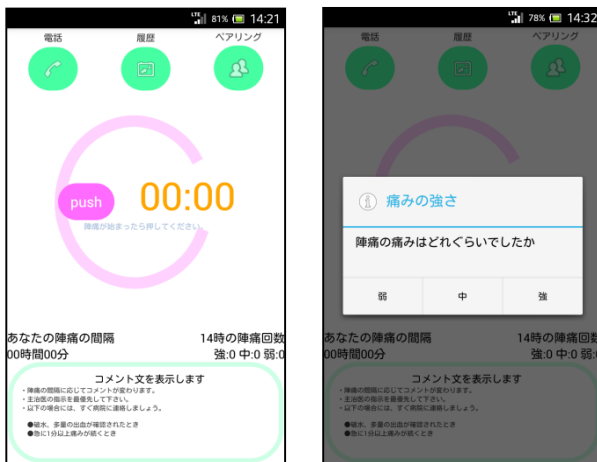 81% 14:21
電話 履歴 ペアリング
push 00:00
陣痛が始まったら押してください
あなたの陣痛の間隔 14時の陣痛回数
00時間00分 強:0 中:0 弱:0
コメント文を表示します
・陣痛の間隔に応じてコメントが変わります。
・主治医の指示を最優先して下さい。
・以下の場合には、すぐ病院に連絡しましょう。
●破水、多量の出血が確認されたとき
●急に1分以上痛みが続くとき
LTE 78% 14:32
電話 履歴 ペアリング
痛みの強さ
陣痛の痛みはどれぐらいでしたか
弱 中 強
あなたの陣痛の間隔 14時の陣痛回数
00時間00分 強:0 中:0 弱:0
コメント文を表示します
・陣痛の間隔に応じてコメントが変わります。
・主治医の指示を最優先して下さい。
・以下の場合には、すぐ病院に連絡しましょう。
●破水、多量の出血が確認されたとき
●急に1分以上痛みが続くとき